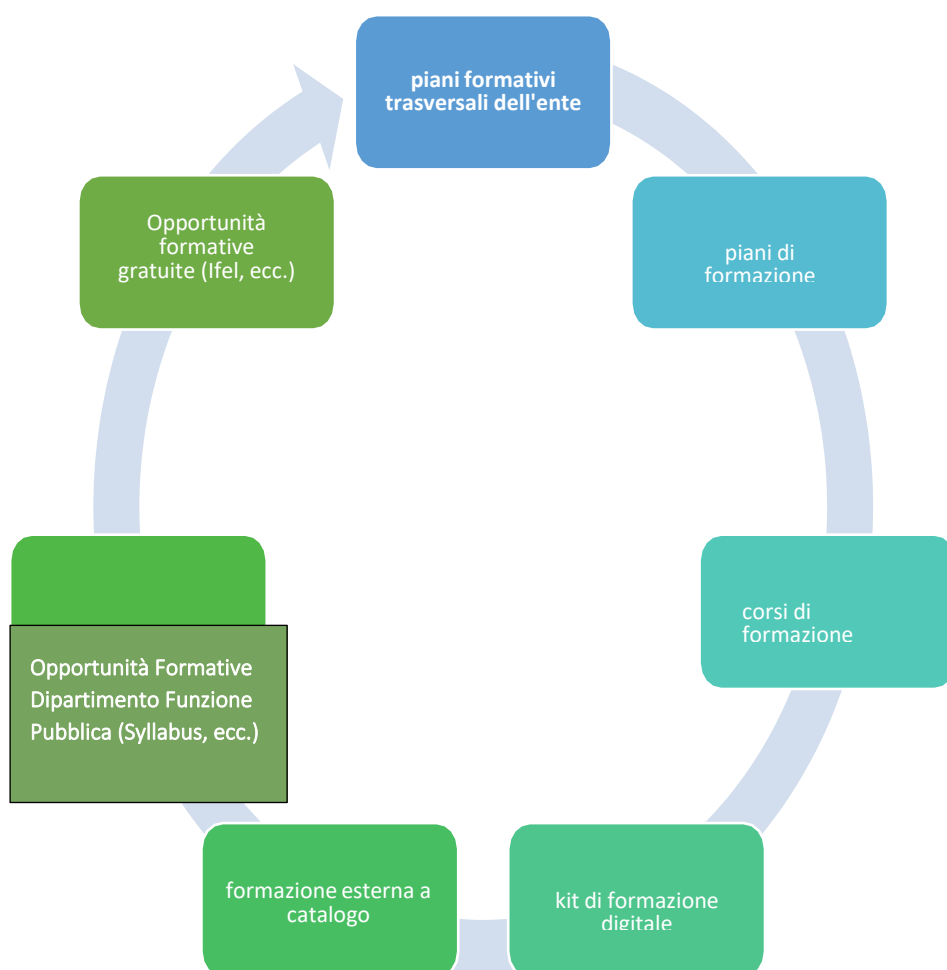 piani formativi
trasversali dell'ente
piani di
formazione
corsi di
formazione
kit di formazione
digitale
formazione esterna a
catalogo
Opportunità Formative
Dipartimento Funzione
Pubblica (Syllabus, ecc.)
Opportunità
formative
gratuite (Ifel, ecc.)